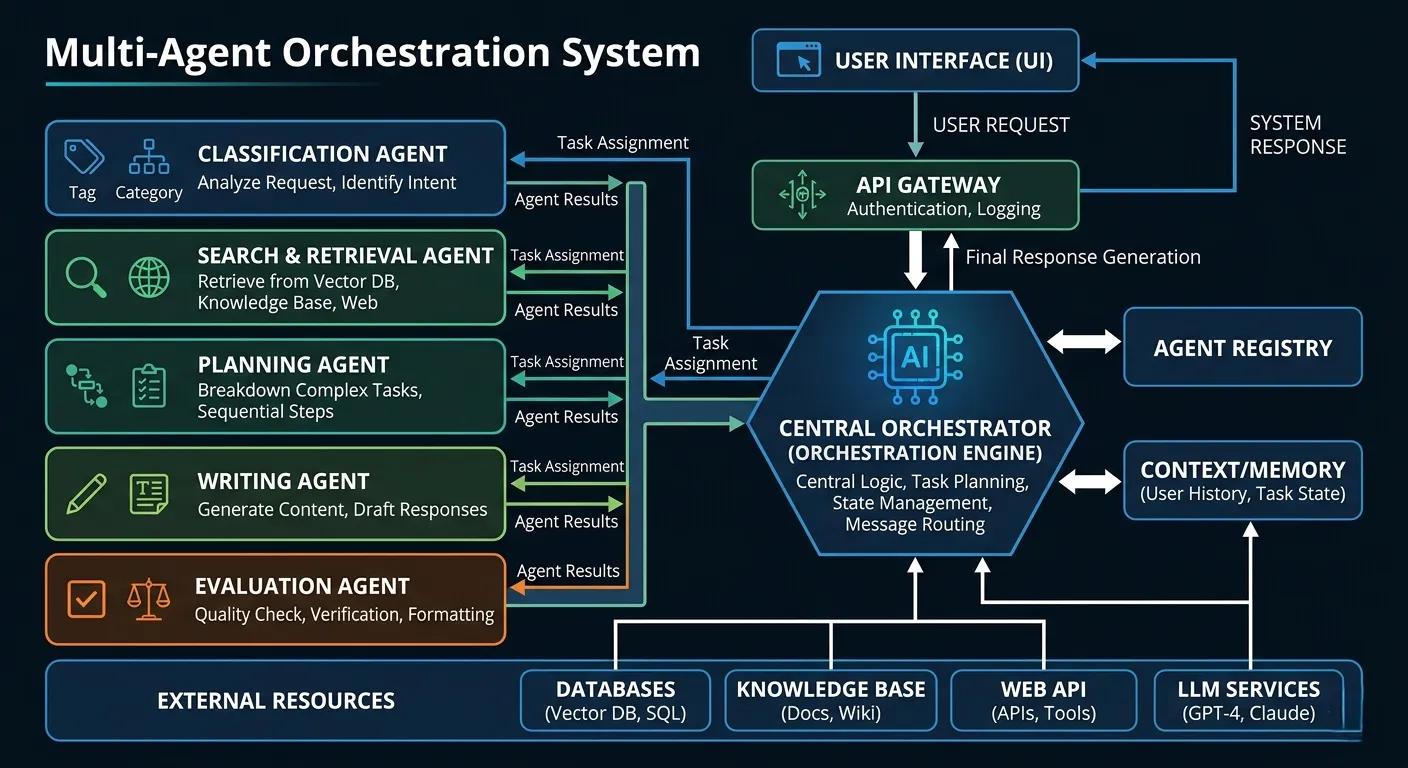 Multi-Agent Orchestration System
USER INTERFACE (UI)
USER REQUEST
SYSTEM
RESPONSE
API GATEWAY
Authentication, Logging
Final Response Generation
Tag
Category
CLASSIFICATION AGENT
Analyze Request, Identify Intent
Task Assignment
Agent Results
SEARCH & RETRIEVAL AGENT
Retrieve from Vector DB,
Knowledge Base, Web
Task Assignment
Agent Results
PLANNING AGENT
Breakdown Complex Tasks,
Sequential Steps
Task Assignment
Agent Results
WRITING AGENT
Generate Content, Draft Responses
Task Assignment
Agent Results
EVALUATION AGENT
Quality Check, Verification, Formatting
Agent Results
Task
Assignment
AI
CENTRAL ORCHESTRATOR
(ORCHESTRATION ENGINE)
Central Logic, Task Planning,
State Management,
Message Routing
AGENT REGISTRY
CONTEXT/MEMORY
(User History, Task State)
EXTERNAL RESOURCES
DATABASES
(Vector DB, SQL)
KNOWLEDGE BASE
(Docs, Wiki)
WEB API
(APIs, Tools)
LLM SERVICES
(GPT-4, Claude)